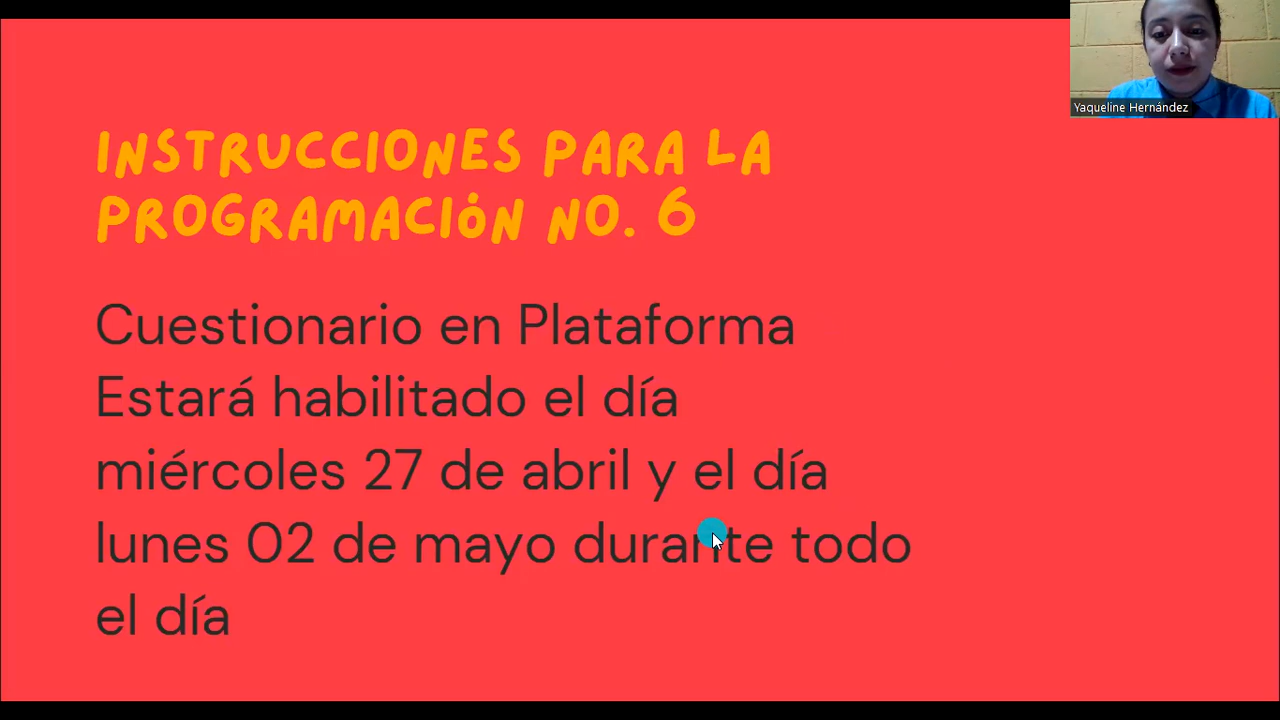 INSTRUCCIONES PARA LA
PROGRAMACIÓN NO. 6
Cuestionario en Plataforma
Estará habilitado el día
miércoles 27 de abril y el día
lunes 02 de mayo durante todo
el día
Yaqueline Hernández